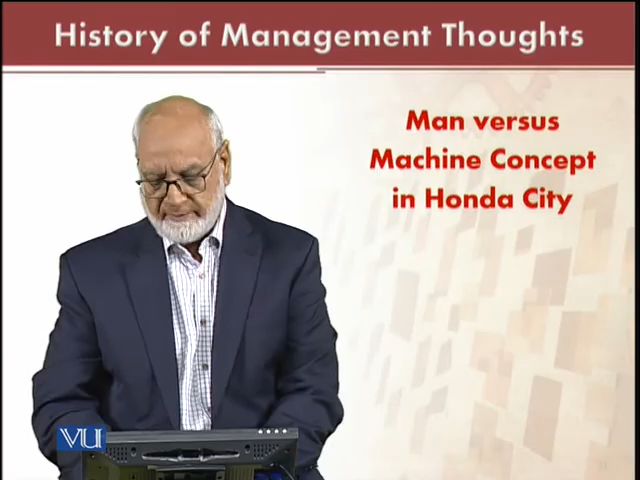 History of Management Thoughts
Man versus
Machine Concept
in Honda City
VU